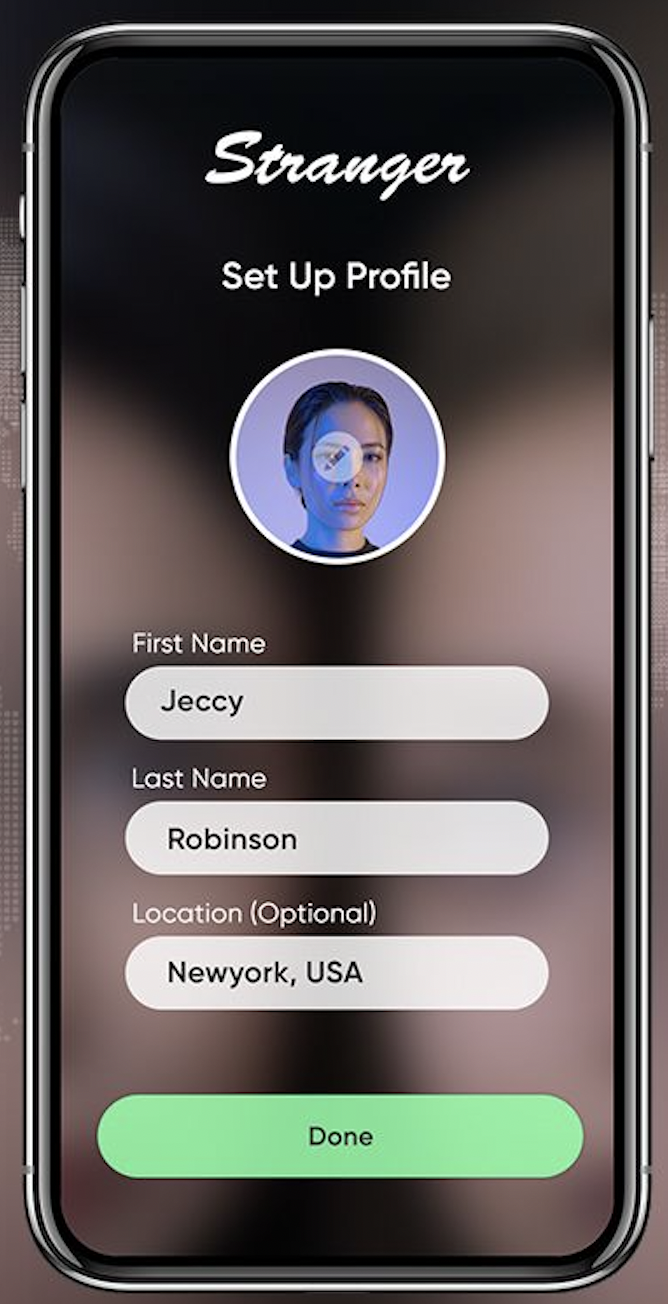 Stranger
Set Up Profile
First Name
Jeccy
Last Name
Robinson
Location (Optional)
Newyork, USA
Done